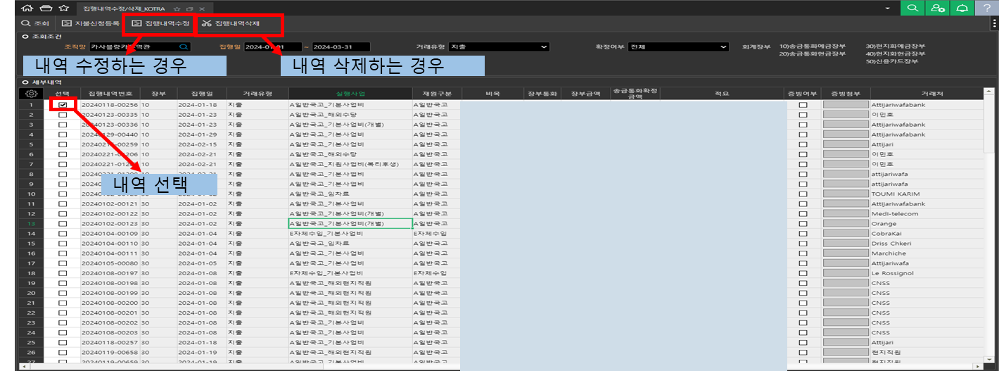 집행내역수정/삭제_KOTRA
조회 지불신청등록 집행내역수정 집행내역삭제
조회조건
조직망 카사블랑카 역관 집행일 2024-01-01 ~ 2024-03-31 거래유형 지출 확정여부 전체 회계장부 10)송금통화예금장부 30)현지화예금장부
20)송금통화현금장부 40)현지화현금장부
50)신용카드장부
내역 수정하는 경우 내역 삭제하는 경우
세부내역
선택 집행내역번호 장부 집행일 거래유형 실행사업 재원구분 비목 장부통화 장부금액 송금통화확정금액 적요 증빙여부 증빙첨부 거래처
1 20240118-00256 10 2024-01-18 지출 A일반국고_기본사업비 A일반국고 Attijariwafabank
2 20240123-00335 10 2024-01-23 지출 A일반국고_해외수당 A일반국고 이민호
3 20240123-00336 10 2024-01-23 지출 A일반국고_기본사업비(개별) A일반국고 Attijariwafabank
4 20240129-00440 10 2024-01-29 지출 A일반국고_기본사업비 A일반국고 Attijariwafabank
5 -00259 10 2024-02-15 지출 A일반국고_기본사업비 A일반국고 Attijari
6 20240221-01206 10 2024-02-21 지출 A일반국고_해외수당 A일반국고 이민호
7 20240221-01 10 2024-02-21 지출 A일반국고_지원사업비(복리후생) A일반국고 이민호
8 지출 A일반국고_기본사업비 A일반국고 attijariwafa
9 지출 A일반국고_기본사업비 A일반국고 attijariwafa
내역 선택
10 지출 A일반국고_임차료 A일반국고 TOUMI KARIM
11 20240102-00121 30 2024-01-02 지출 A일반국고_기본사업비 A일반국고 Attijariwafabank
12 20240102-00122 30 2024-01-02 지출 A일반국고_기본사업비(개별) A일반국고 Medi-telecom
13 20240102-00123 30 2024-01-02 지출 A일반국고_기본사업비(개별) A일반국고 Orange
14 20240104-00109 30 2024-01-04 지출 E자체수입_기본사업비 E자체수입 CobraKai
15 20240104-00110 30 2024-01-04 지출 A일반국고_임차료 A일반국고 Driss Chkeri
16 20240104-00111 30 2024-01-04 지출 A일반국고_기본사업비 A일반국고 Marchiche
17 20240105-00080 30 2024-01-05 지출 A일반국고_기본사업비 A일반국고 Attijariwafa
18 20240108-00197 30 2024-01-08 지출 E자체수입_기본사업비 E자체수입 Le Rossignol
19 20240108-00198 30 2024-01-08 지출 A일반국고_해외현지직원 A일반국고 CNSS
20 20240108-00199 30 2024-01-08 지출 A일반국고_해외현지직원 A일반국고 CNSS
21 20240108-00200 30 2024-01-08 지출 A일반국고_해외현지직원 A일반국고 CNSS
22 20240108-00201 30 2024-01-08 지출 A일반국고_해외현지직원 A일반국고 CNSS
23 20240108-00202 30 2024-01-08 지출 A일반국고_기본사업비 A일반국고 CNSS
24 20240108-00203 30 2024-01-08 지출 A일반국고_기본사업비 A일반국고 CNSS
25 20240118-00257 30 2024-01-18 지출 A일반국고_기본사업비 A일반국고 Attijari
26 20240119-00658 30 2024-01-19 지출 A일반국고_해외현지직원 A일반국고 현지직원
27 20240119-00659 30 2024-01-19 지출 A일반국고_기본사업비 A일반국고 현지직원